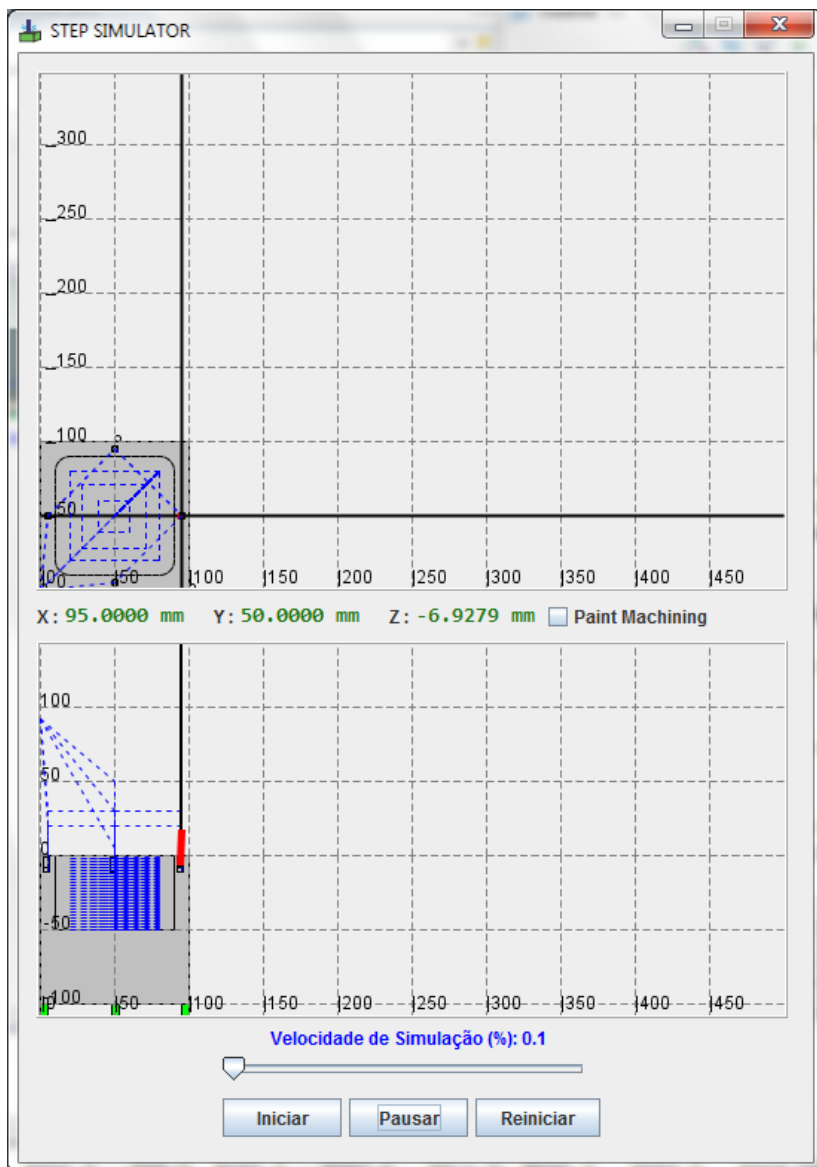 STEP SIMULATOR
300
250
200
150
100
50
|00 |50 |100 |150 |200 |250 |300 |350 |400 |450
X: 95.0000 mm Y: 50.0000 mm Z: -6.9279 mm Paint Machining
100
50
0
-50
-100 |50 |100 |150 |200 |250 |300 |350 |400 |450
Velocidade de Simulação (%): 0.1
Iniciar Pausar Reiniciar